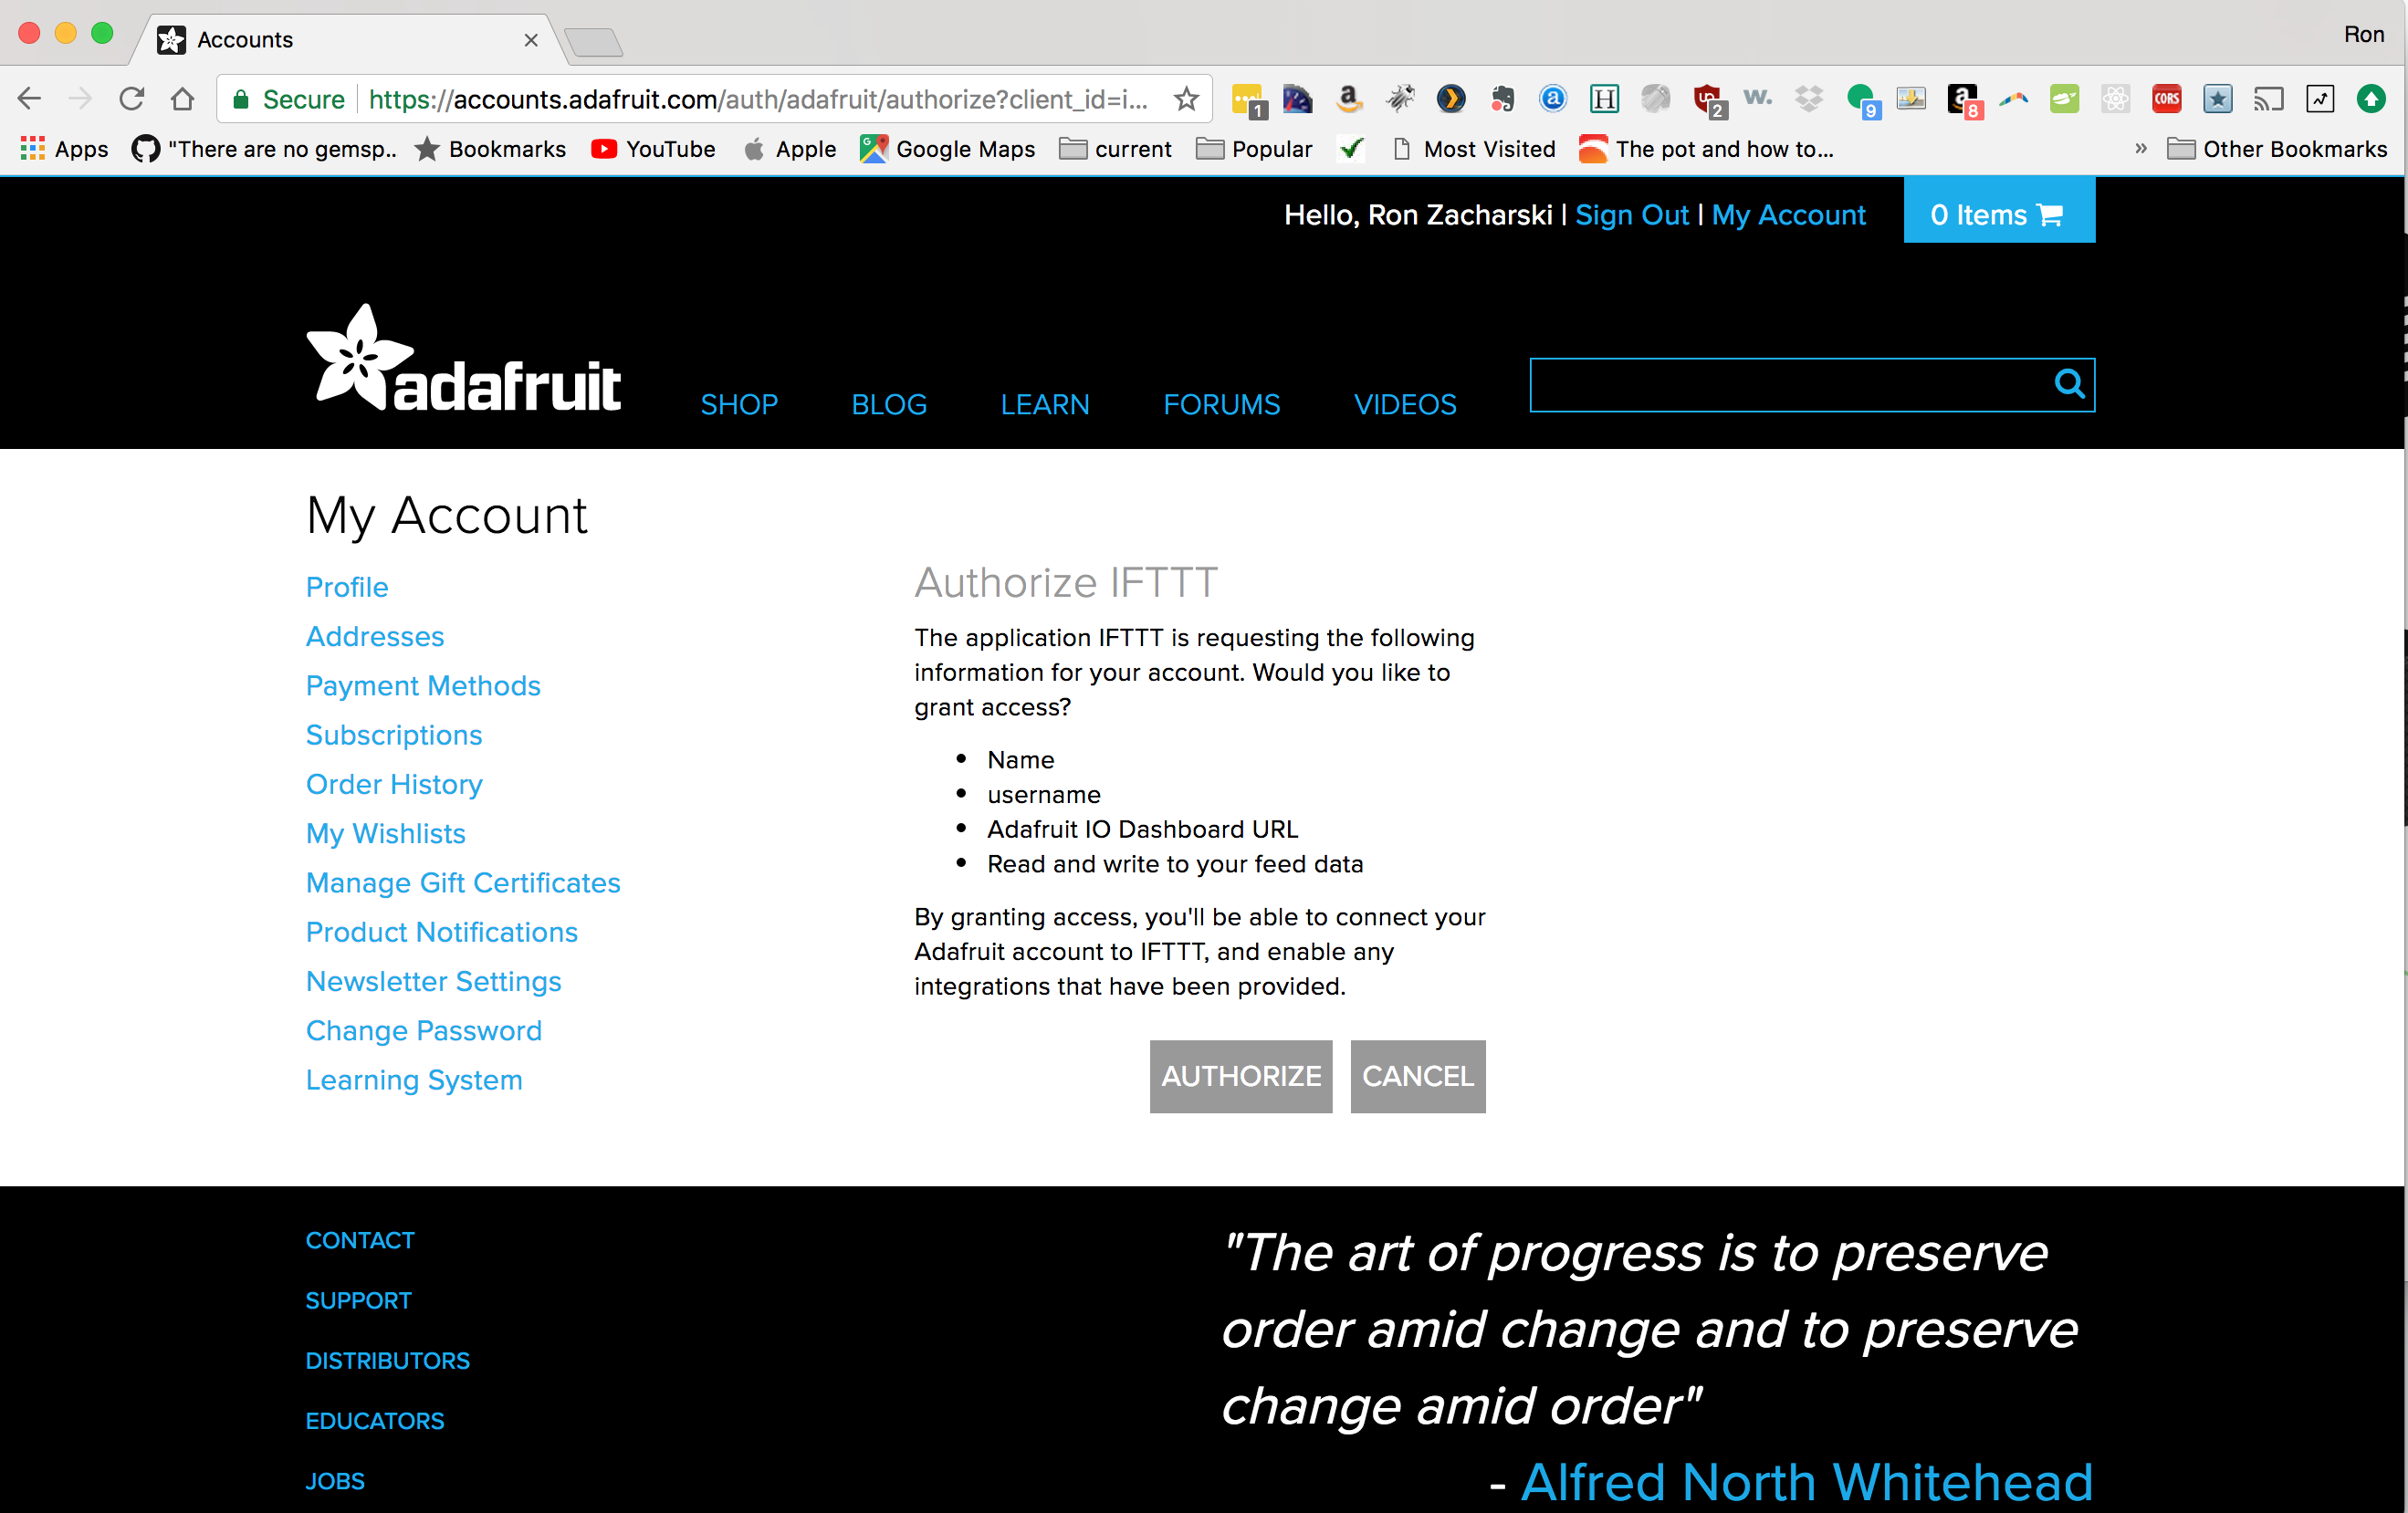 Accounts
Ron
Secure https://accounts.adafruit.com/auth/adafruit/authorize?client_id=i...
1
2
9
8
CORS
Apps
"There are no gemsp..
Bookmarks
YouTube
Apple
Google Maps
current
Popular
Most Visited
The pot and how to...
»
Other Bookmarks
Hello, Ron Zacharski | Sign Out | My Account
0 Items
adafruit
SHOP BLOG LEARN FORUMS VIDEOS
My Account
Profile
Addresses
Payment Methods
Subscriptions
Order History
My Wishlists
Manage Gift Certificates
Product Notifications
Newsletter Settings
Change Password
Learning System
Authorize IFTTT
The application IFTTT is requesting the following
information for your account. Would you like to
grant access?
• Name
• username
• Adafruit IO Dashboard URL
• Read and write to your feed data
By granting access, you'll be able to connect your
Adafruit account to IFTTT, and enable any
integrations that have been provided.
AUTHORIZE CANCEL
CONTACT
SUPPORT
DISTRIBUTORS
EDUCATORS
JOBS
"The art of progress is to preserve
order amid change and to preserve
change amid order"
- Alfred North Whitehead